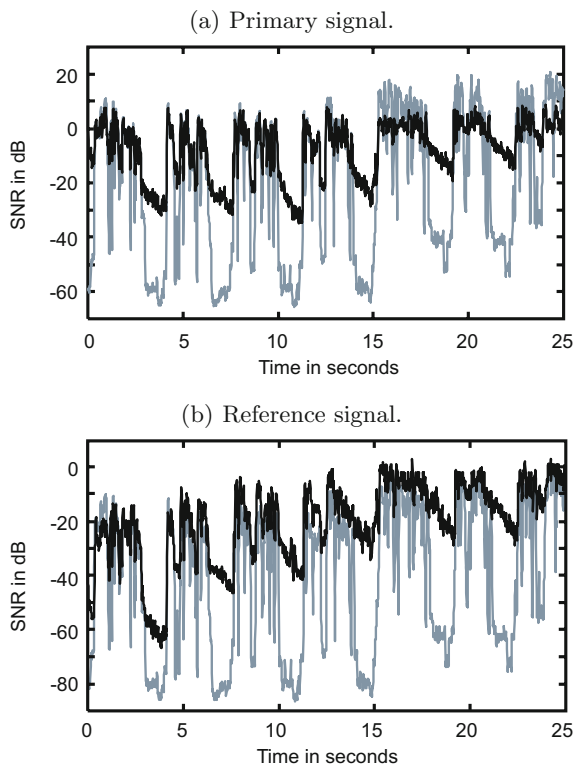 (a) Primary signal.
20
0
-20
-40
-60
SNR in dB
0 5 10 15 20 25
Time in seconds
(b) Reference signal.
0
-20
-40
-60
-80
SNR in dB
0 5 10 15 20 25
Time in seconds